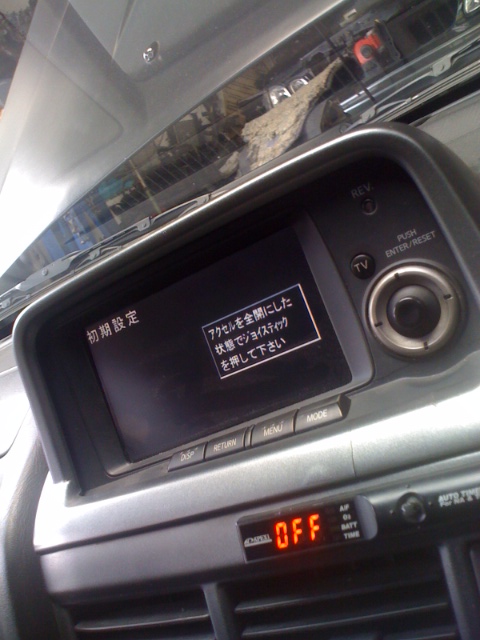 REV.
PUSH
ENTER/RESET
TV
初期設定
アクセルを全開にした
状態でジョイスティック
を押して下さい
DISP
RETURN
MENU
MODE
OFF
A/F
O2
BATT
TIME
AUTO